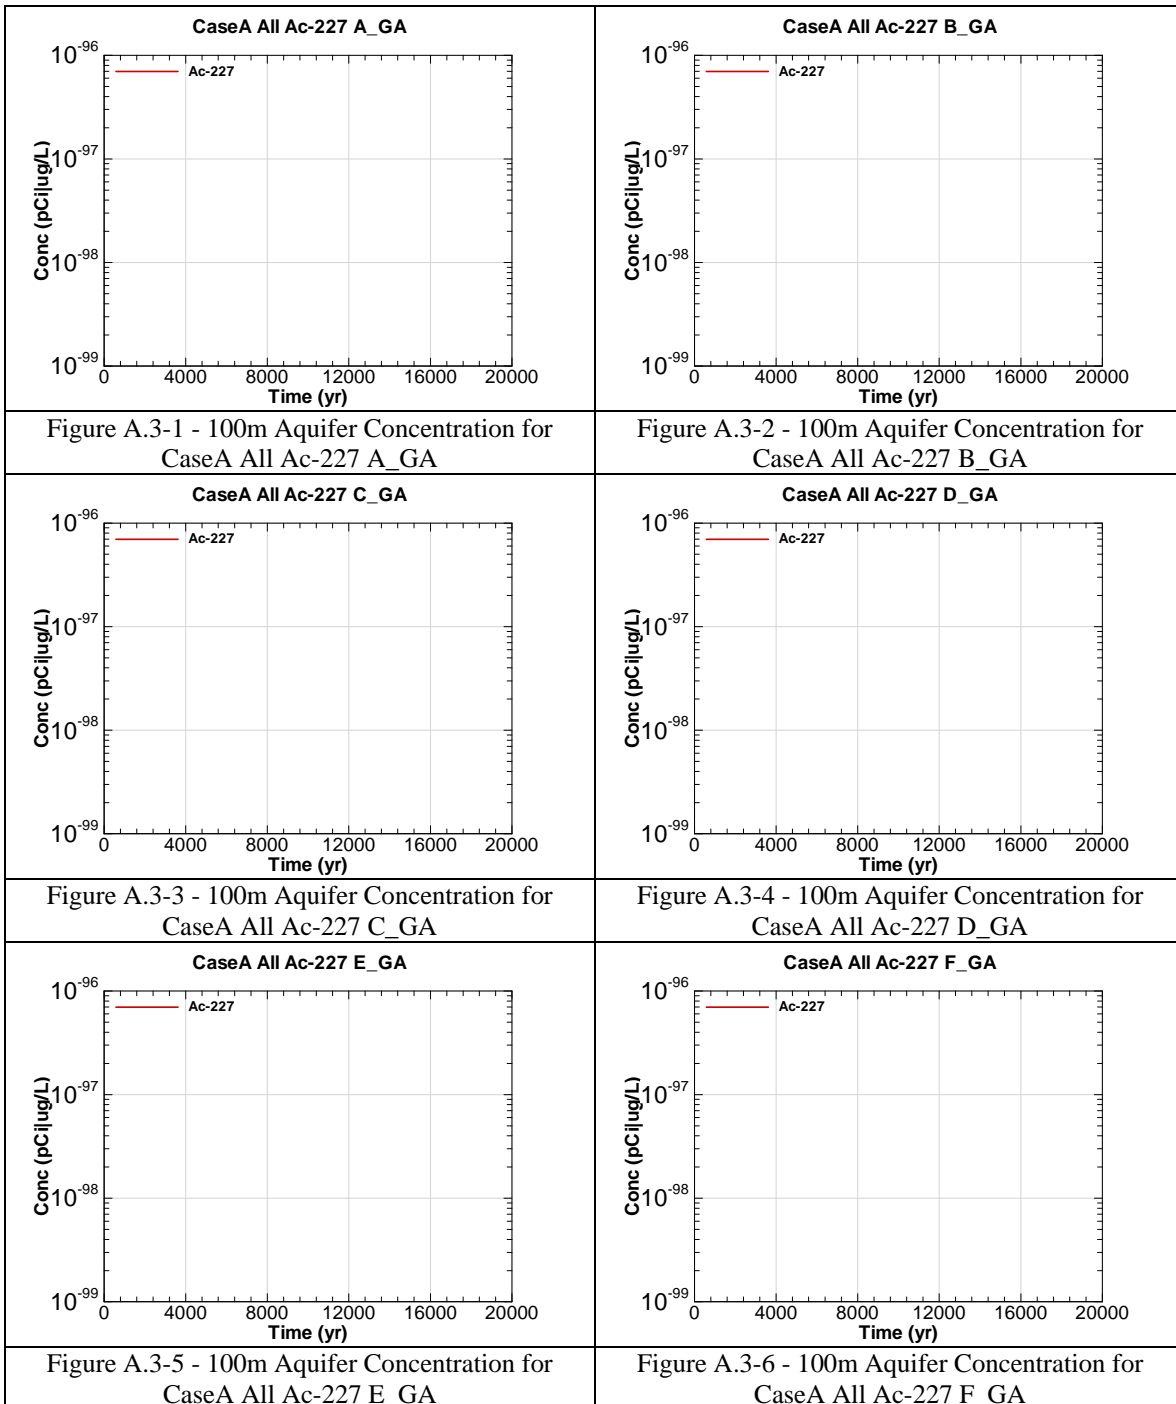 CaseA All Ac-227 A_GA
10-96
Ac-227
10-97
Conc (pCi|ug/L)
10-98
10-99
0 4000 8000 12000 16000 20000
Time (yr)
Figure A.3-1 - 100m Aquifer Concentration for
CaseA All Ac-227 A_GA
CaseA All Ac-227 B_GA
10-96
Ac-227
10-97
Conc (pCi|ug/L)
10-98
10-99
0 4000 8000 12000 16000 20000
Time (yr)
Figure A.3-2 - 100m Aquifer Concentration for
CaseA All Ac-227 B_GA
CaseA All Ac-227 C_GA
10-96
Ac-227
10-97
Conc (pCi|ug/L)
10-98
10-99
0 4000 8000 12000 16000 20000
Time (yr)
Figure A.3-3 - 100m Aquifer Concentration for
CaseA All Ac-227 C_GA
CaseA All Ac-227 D_GA
10-96
Ac-227
10-97
Conc (pCi|ug/L)
10-98
10-99
0 4000 8000 12000 16000 20000
Time (yr)
Figure A.3-4 - 100m Aquifer Concentration for
CaseA All Ac-227 D_GA
CaseA All Ac-227 E_GA
10-96
Ac-227
10-97
Conc (pCi|ug/L)
10-98
10-99
0 4000 8000 12000 16000 20000
Time (yr)
Figure A.3-5 - 100m Aquifer Concentration for
CaseA All Ac-227 E_GA
CaseA All Ac-227 F_GA
10-96
Ac-227
10-97
Conc (pCi|ug/L)
10-98
10-99
0 4000 8000 12000 16000 20000
Time (yr)
Figure A.3-6 - 100m Aquifer Concentration for
CaseA All Ac-227 F_GA